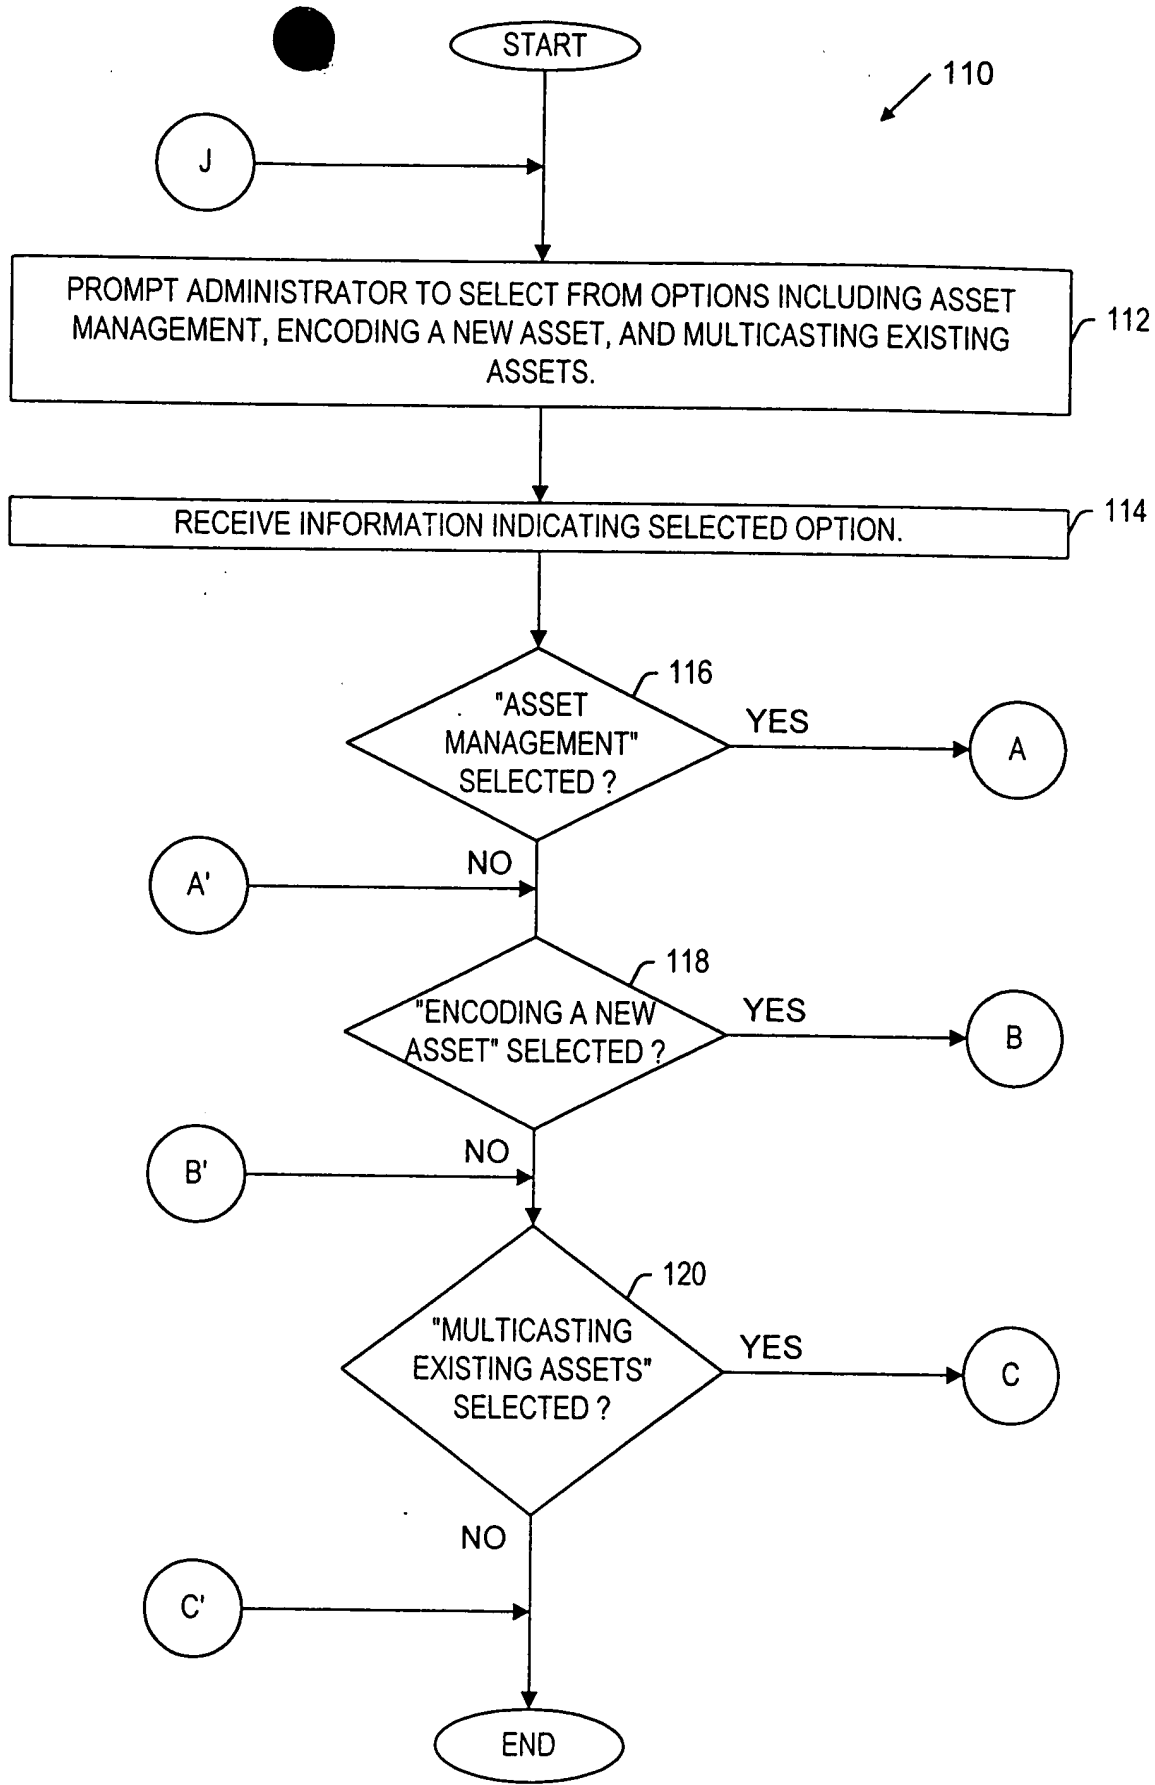 START
110
J
PROMPT ADMINISTRATOR TO SELECT FROM OPTIONS INCLUDING ASSET
MANAGEMENT, ENCODING A NEW ASSET, AND MULTICASTING EXISTING
ASSETS.
112
RECEIVE INFORMATION INDICATING SELECTED OPTION.
114
116
"ASSET
MANAGEMENT"
SELECTED ?
YES
A
NO
A'
118
"ENCODING A NEW
ASSET" SELECTED ?
YES
B
NO
B'
120
"MULTICASTING
EXISTING ASSETS"
SELECTED ?
YES
C
NO
C'
END